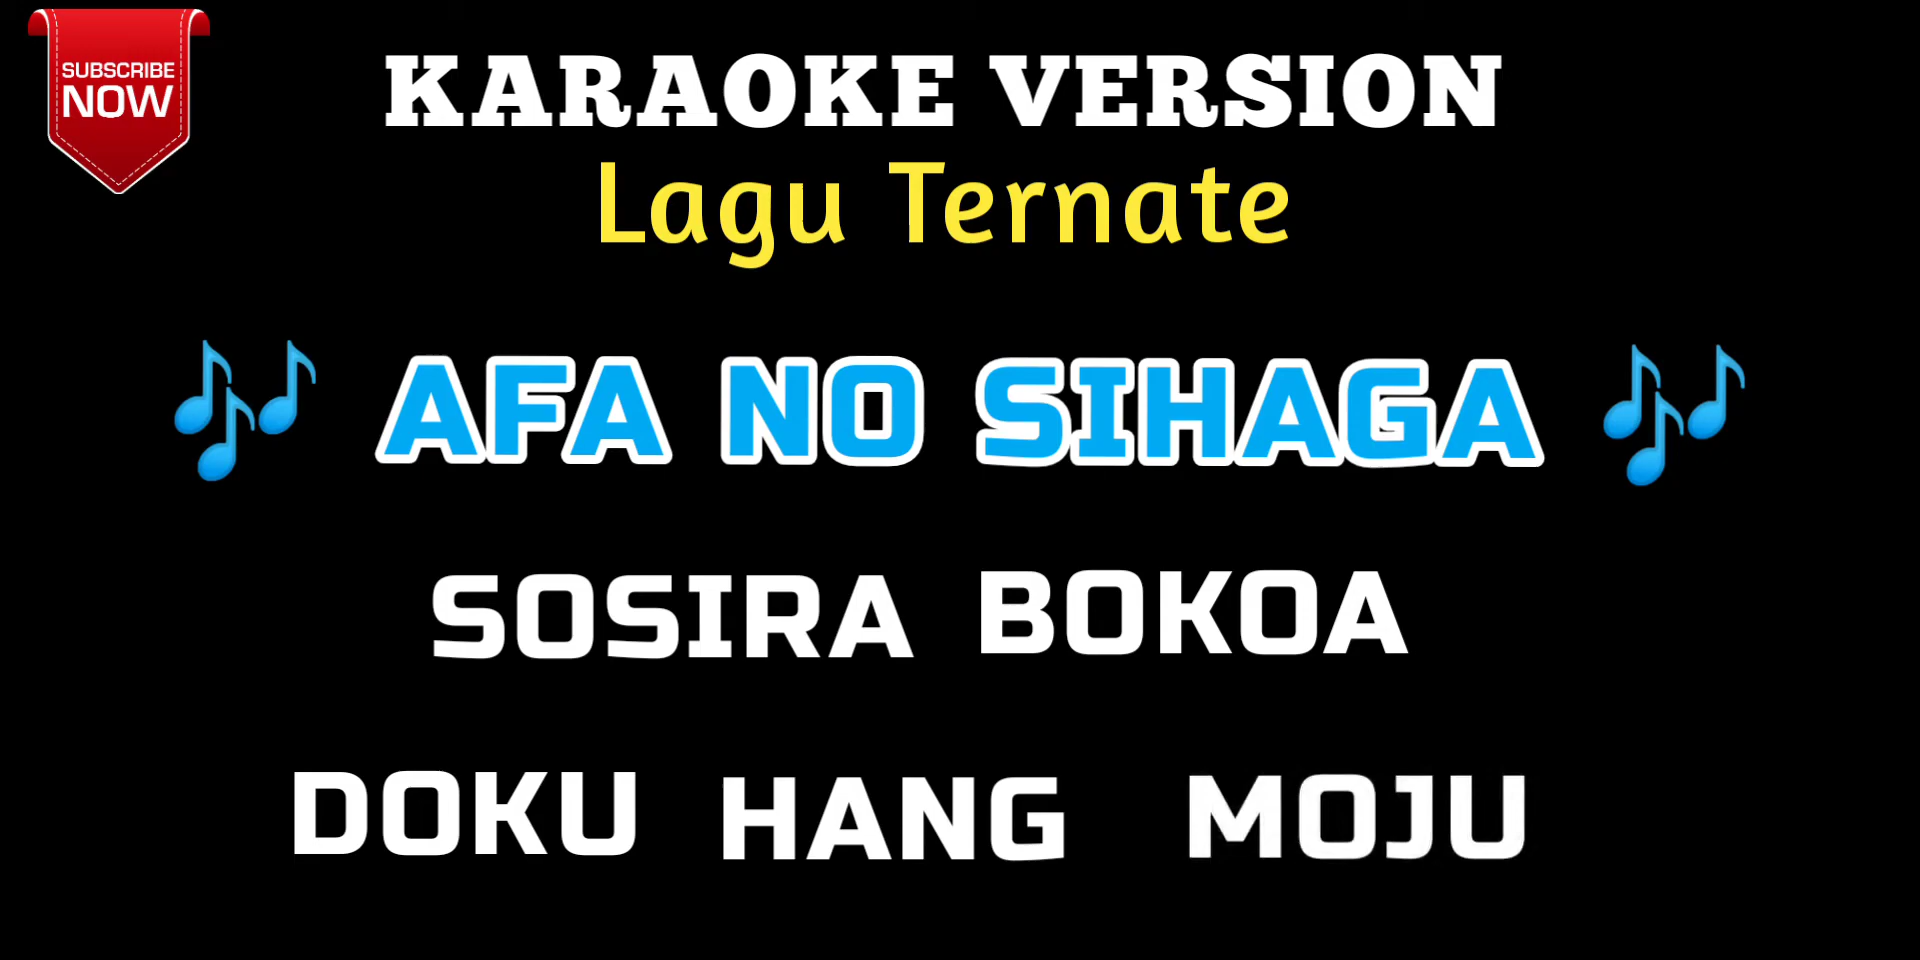 SUBSCRIBE
NOW
KARAOKE VERSION
Lagu Ternate
AFA NO SIHAGA
SOSIRA BOKOA
DOKU HANG MOJU